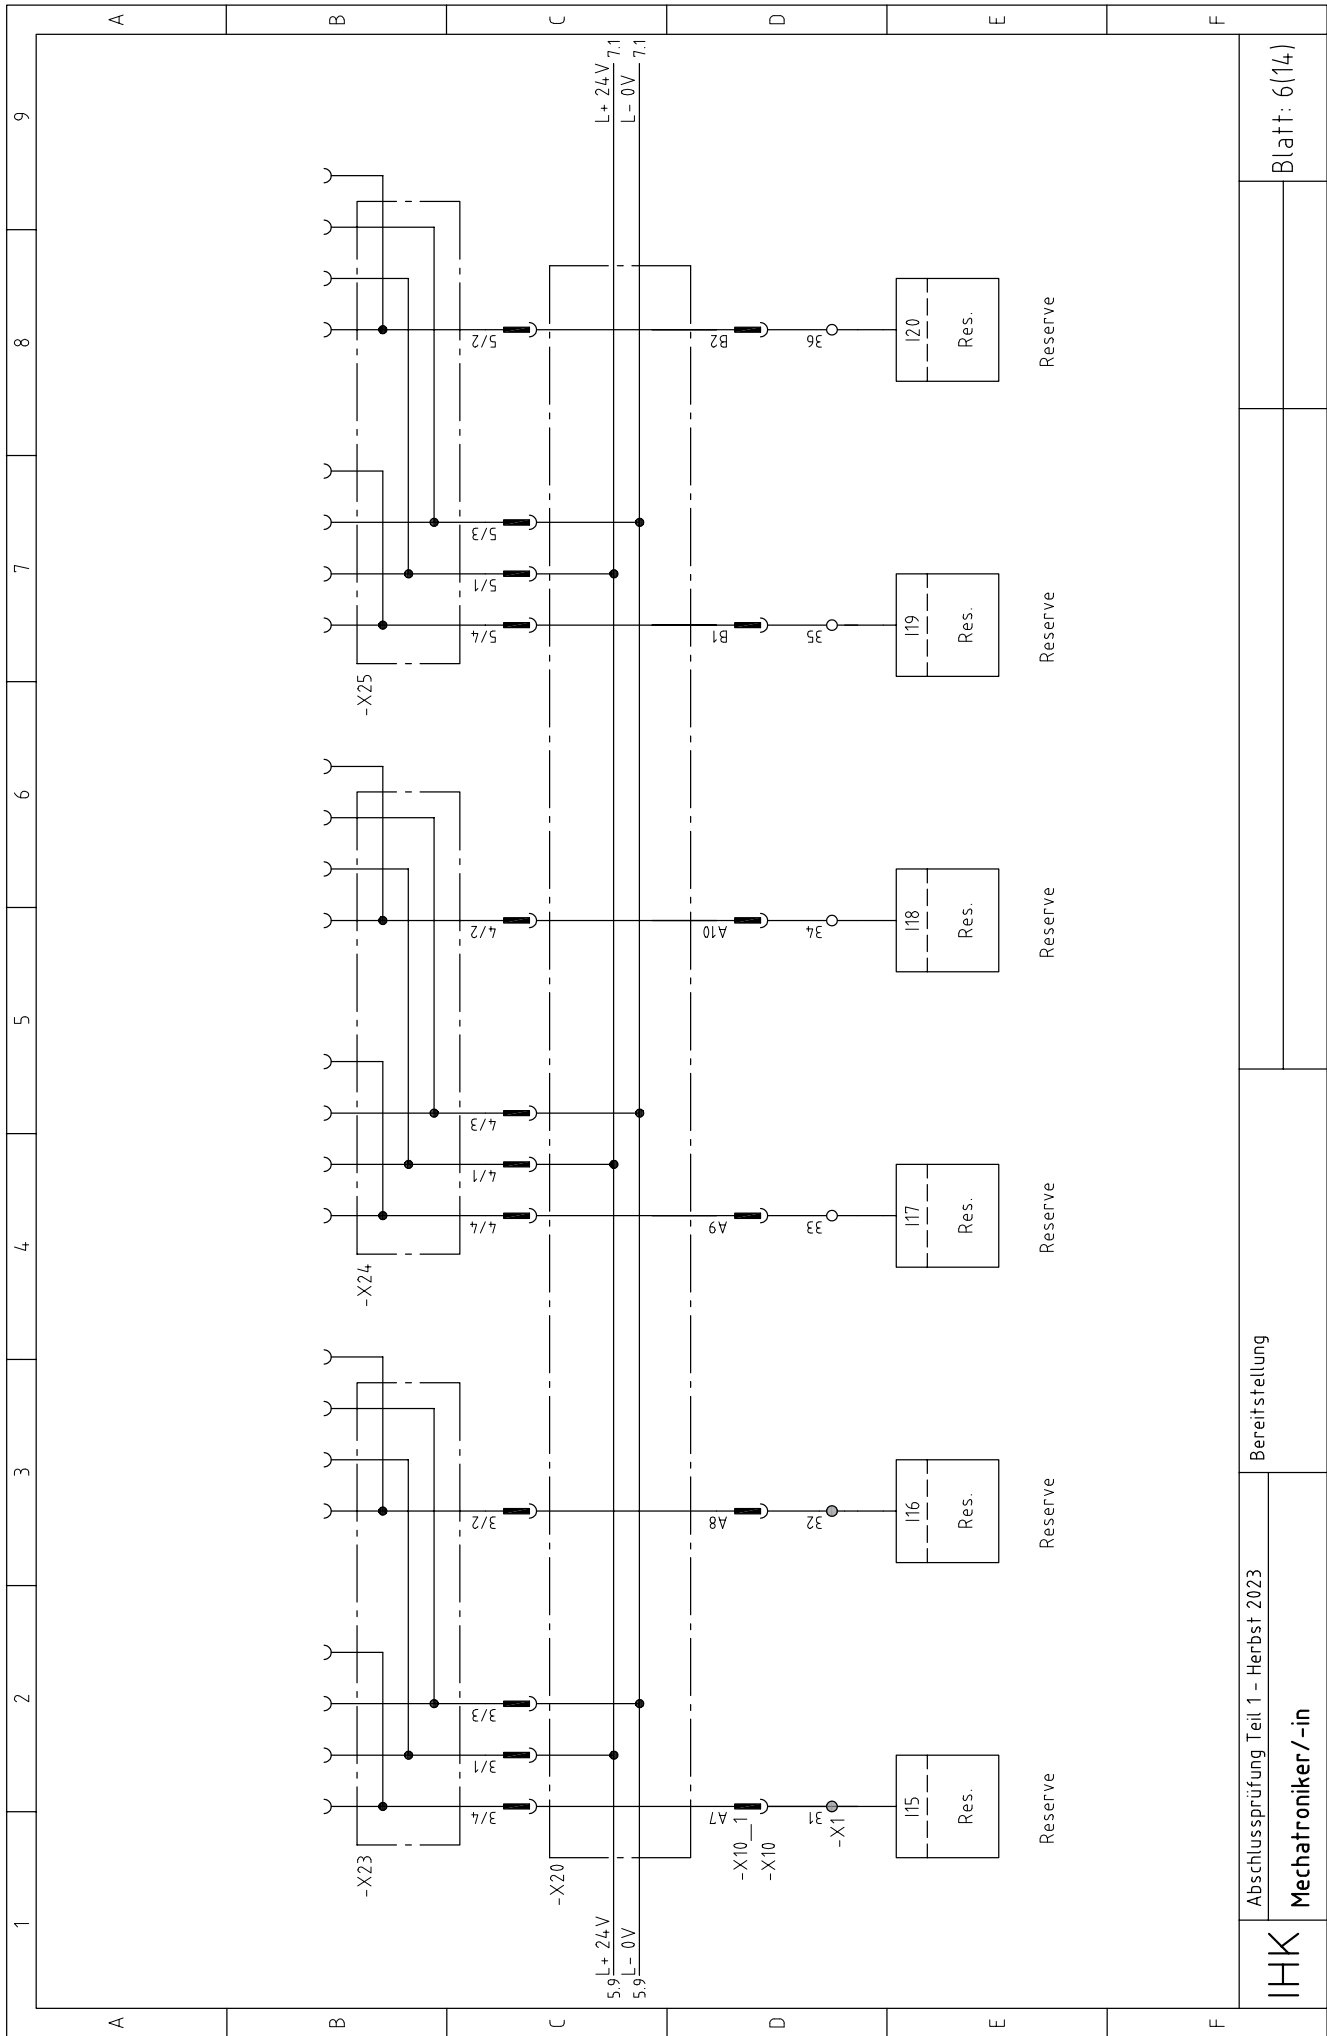 1 2 3 4 5 6 7 8 9
A A
B B
-X23 -X24 -X25
3/4 3/1 3/3 3/2 4/4 4/1 4/3 4/2 5/4 5/1 5/3 5/2
C C
-X20
5.9 L+ 24V L+ 24V 7.1
5.9 L- 0V L- 0V 7.1
A7 A8 A9 A10 B1 B2
-X10_1
-X10
D D
31 32 33 34 35 36
-X1
I15 I16 I17 I18 I19 I20
Res. Res. Res. Res. Res. Res.
E E
Reserve Reserve Reserve Reserve Reserve Reserve
F F
IHK
Abschlussprüfung Teil 1 - Herbst 2023
Mechatroniker/-in
Bereitstellung
Blatt: 6(14)